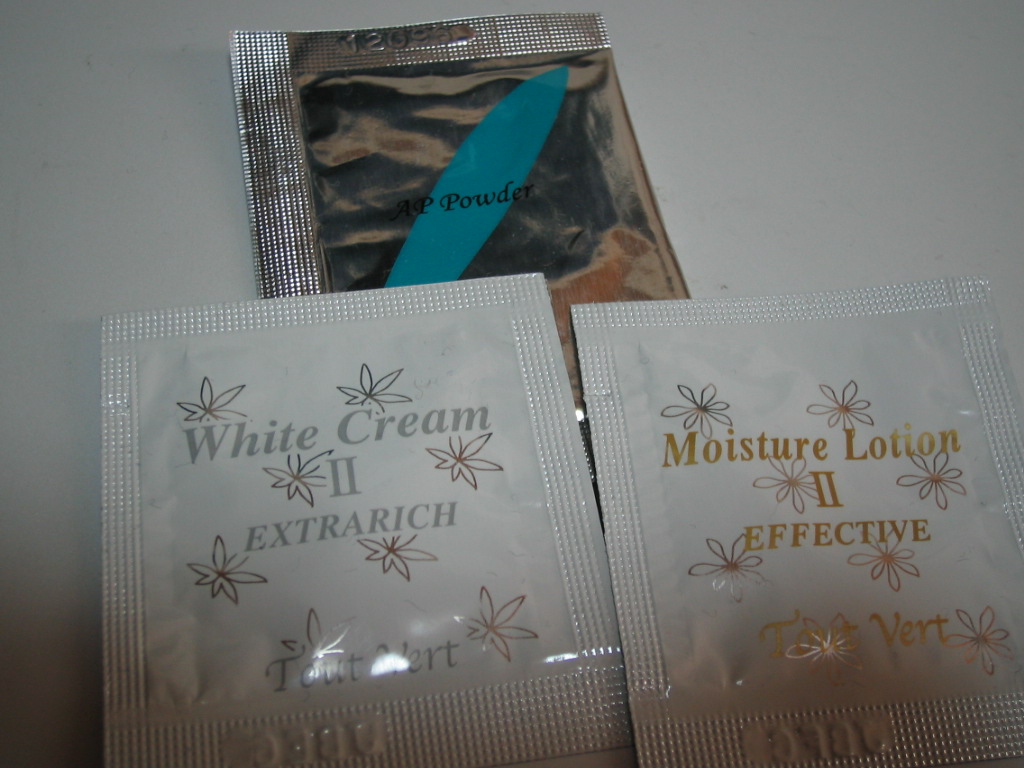 AP Powder
White Cream
II
EXTRARICH
Tout Vert
Moisture Lotion
II
EFFECTIVE
Tout Vert